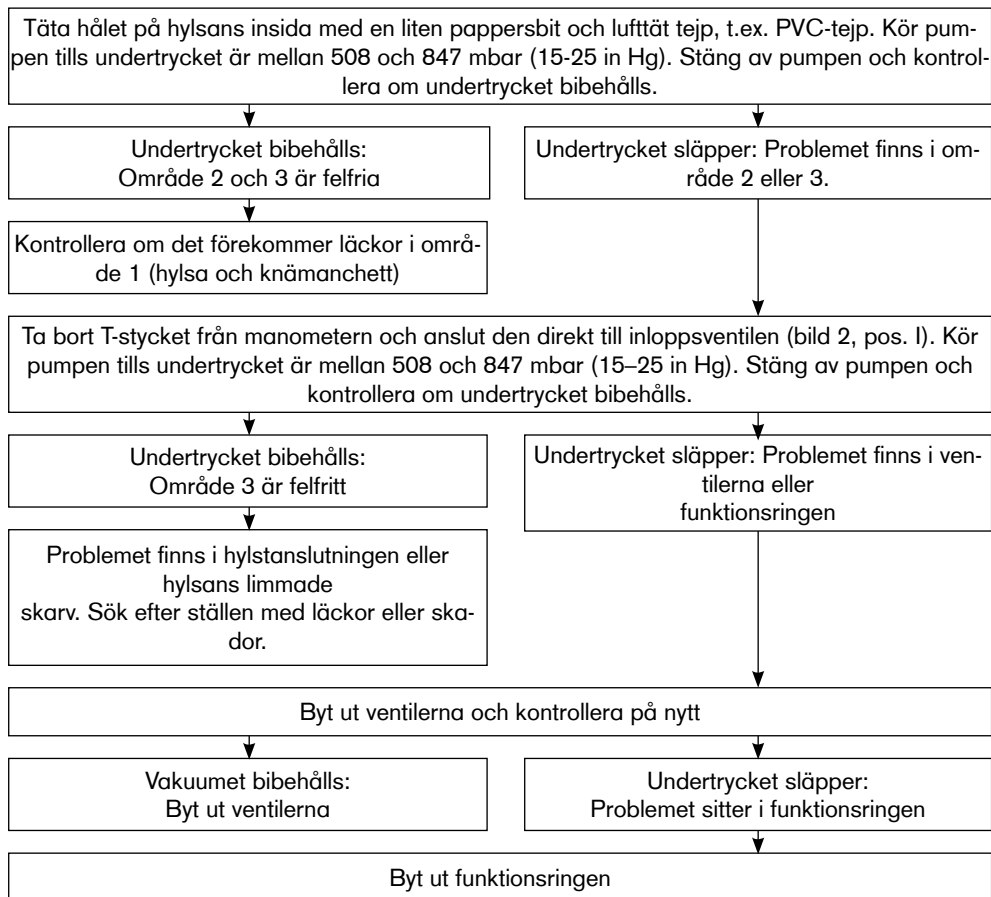 Täta hålet på hylsans insida med en liten pappersbit och lufttät tejp, t.ex. PVC-tejp. Kör pum-
pen tills undertrycket är mellan 508 och 847 mbar (15-25 in Hg). Stäng av pumpen och kontrol-
lera om undertrycket bibehålls.
Undertrycket bibehålls:
Område 2 och 3 är felfria
Undertrycket släpper: Problemet finns i om-
råde 2 eller 3.
Kontrollera om det förekommer läckor i områ-
de 1 (hylsa och knämanchett)
Ta bort T-stycket från manometern och anslut den direkt till inloppsventilen (bild 2, pos. I). Kör
pumpen tills undertrycket är mellan 508 och 847 mbar (15–25 in Hg). Stäng av pumpen och
kontrollera om undertrycket bibehålls.
Undertrycket bibehålls:
Område 3 är felfritt
Undertrycket släpper: Problemet finns i ven-
tilerna eller
funktionsringen
Problemet finns i hylstanslutningen eller
hylsans limmade
skarv. Sök efter ställen med läckor eller ska-
dor.
Byt ut ventilerna och kontrollera på nytt
Vakuumet bibehålls:
Byt ut ventilerna
Undertrycket släpper:
Problemet sitter i funktionsringen
Byt ut funktionsringen